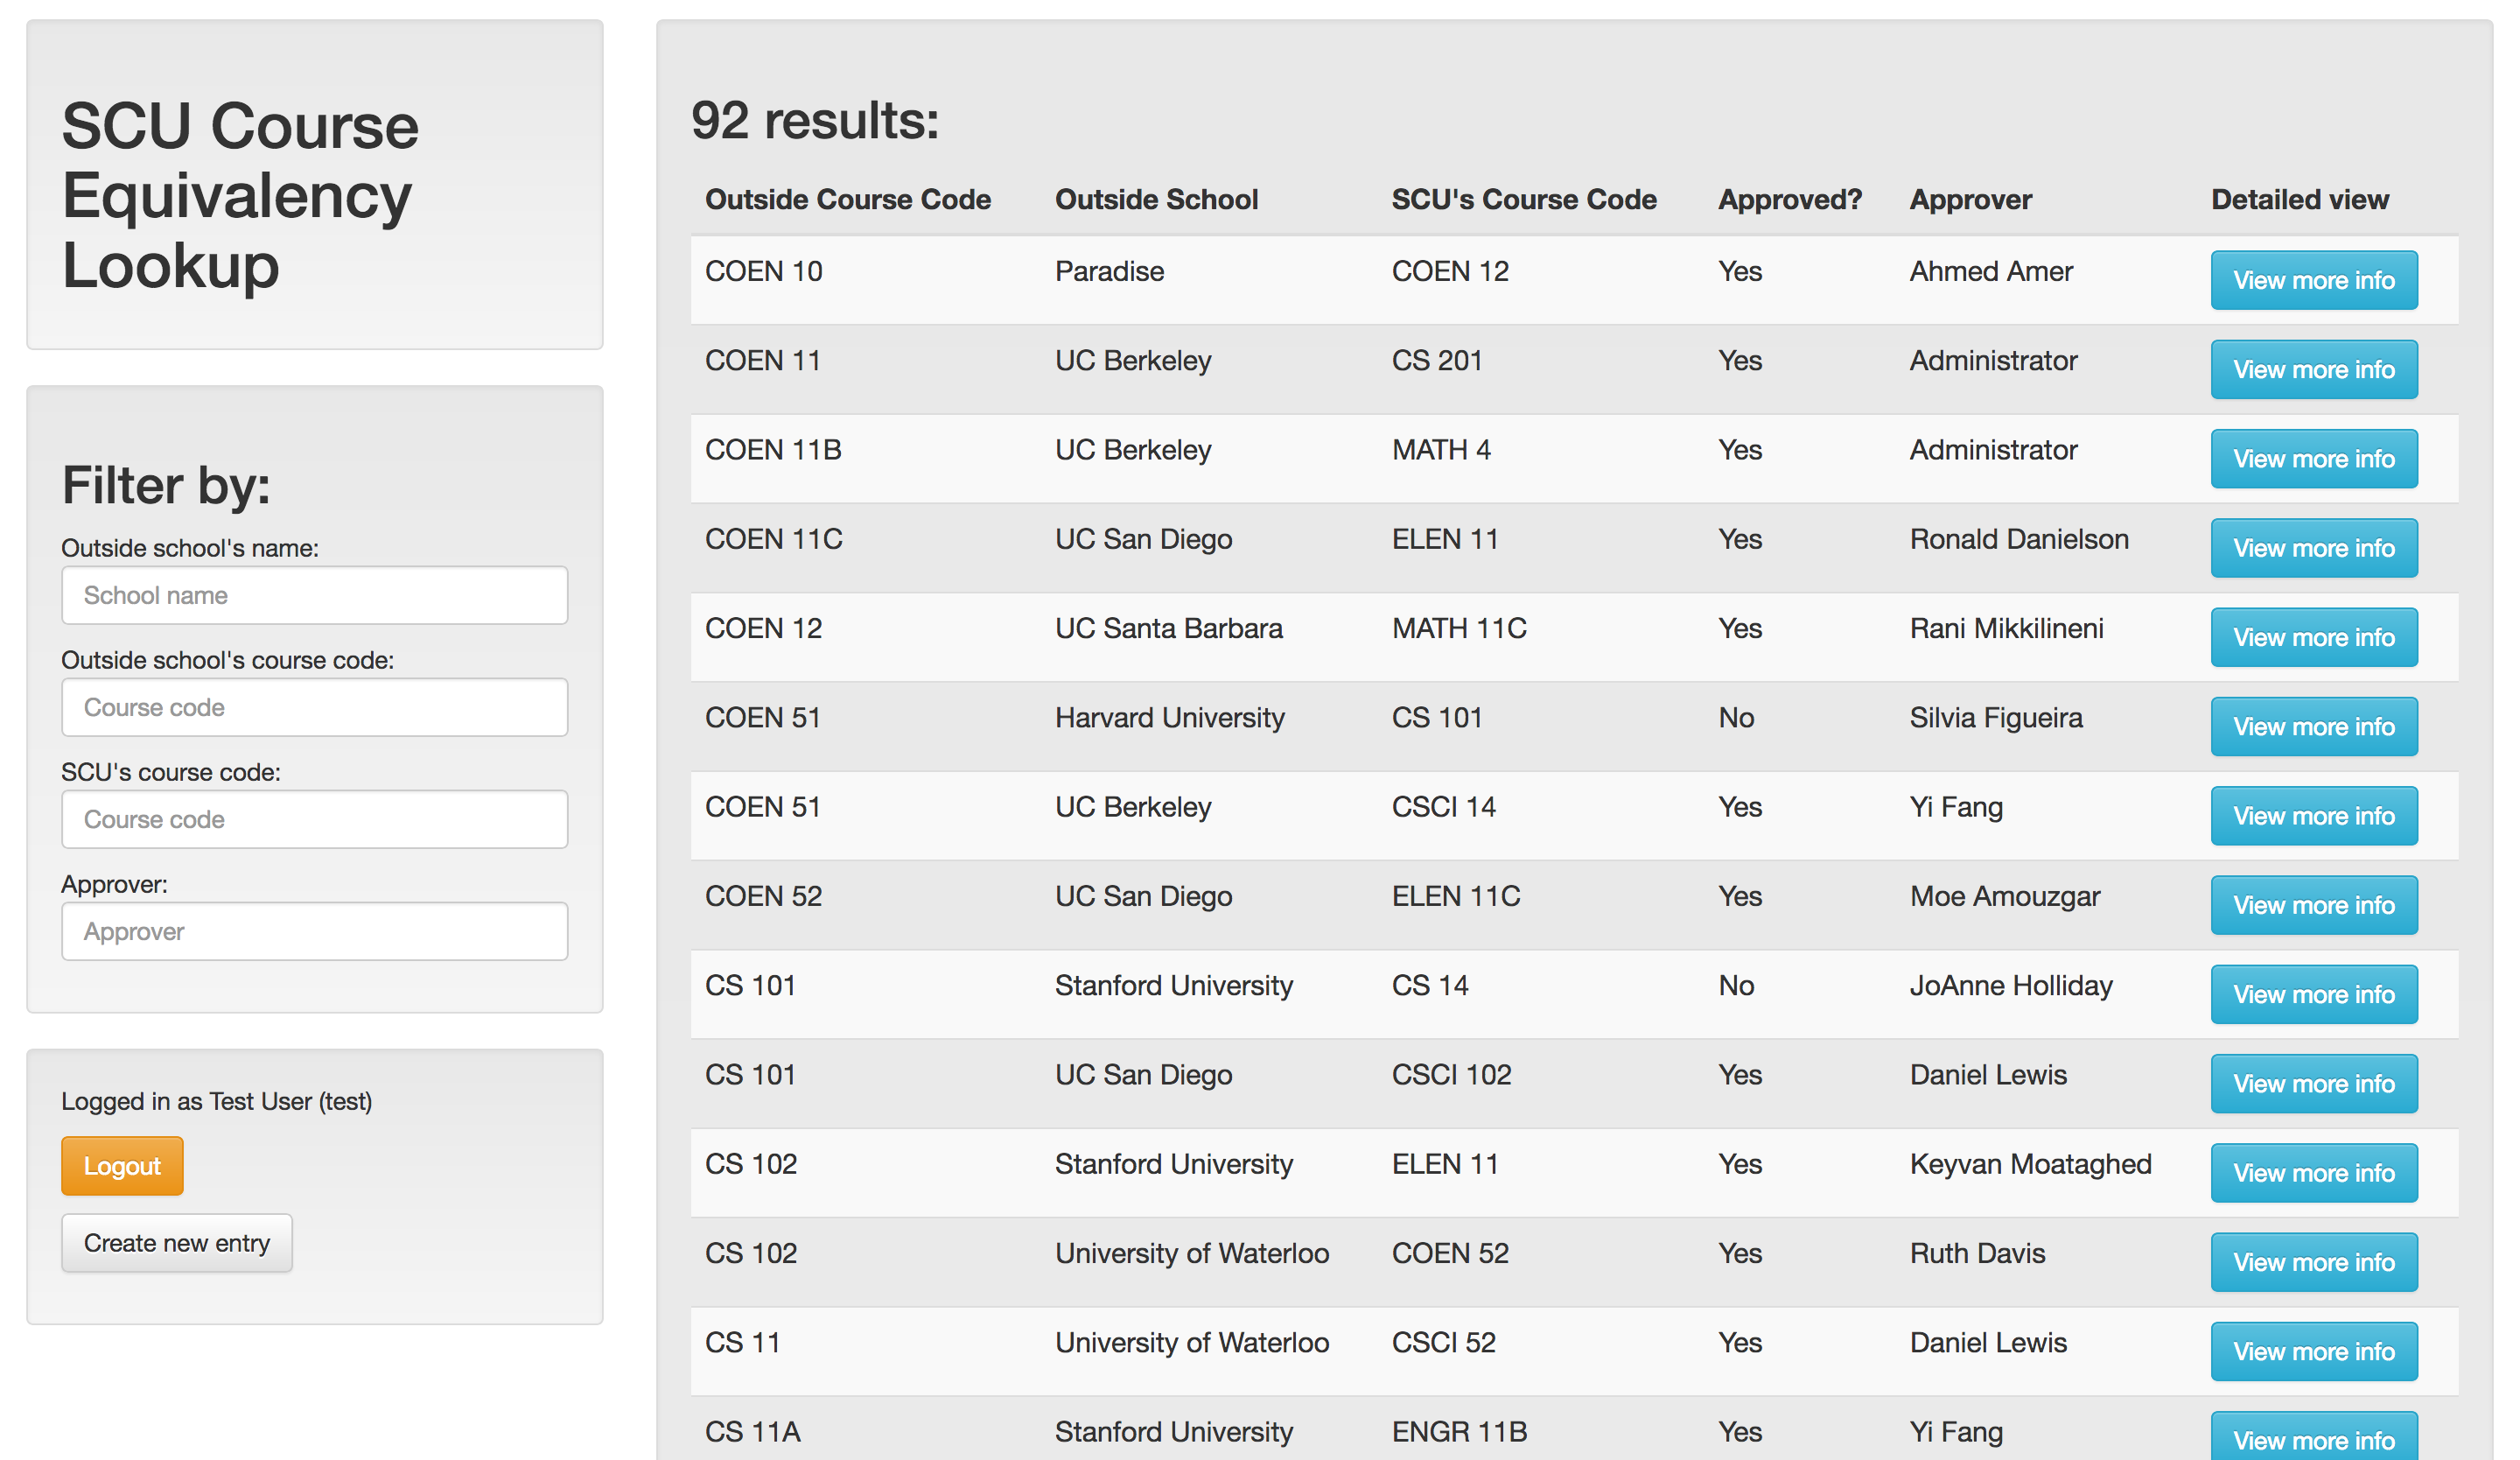 SCU Course
Equivalency
Lookup
Filter by:
Outside school's name:
School name
Outside school's course code:
Course code
SCU's course code:
Course code
Approver:
Approver
Logged in as Test User (test)
Logout
Create new entry
92 results:
Outside Course Code Outside School SCU's Course Code Approved? Approver Detailed view
COEN 10 Paradise COEN 12 Yes Ahmed Amer View more info
COEN 11 UC Berkeley CS 201 Yes Administrator View more info
COEN 11B UC Berkeley MATH 4 Yes Administrator View more info
COEN 11C UC San Diego ELEN 11 Yes Ronald Danielson View more info
COEN 12 UC Santa Barbara MATH 11C Yes Rani Mikkilineni View more info
COEN 51 Harvard University CS 101 No Silvia Figueira View more info
COEN 51 UC Berkeley CSCI 14 Yes Yi Fang View more info
COEN 52 UC San Diego ELEN 11C Yes Moe Amouzgar View more info
CS 101 Stanford University CS 14 No JoAnne Holliday View more info
CS 101 UC San Diego CSCI 102 Yes Daniel Lewis View more info
CS 102 Stanford University ELEN 11 Yes Keyvan Moataghed View more info
CS 102 University of Waterloo COEN 52 Yes Ruth Davis View more info
CS 11 University of Waterloo CSCI 52 Yes Daniel Lewis View more info
CS 11A Stanford University ENGR 11B Yes Yi Fang View more info